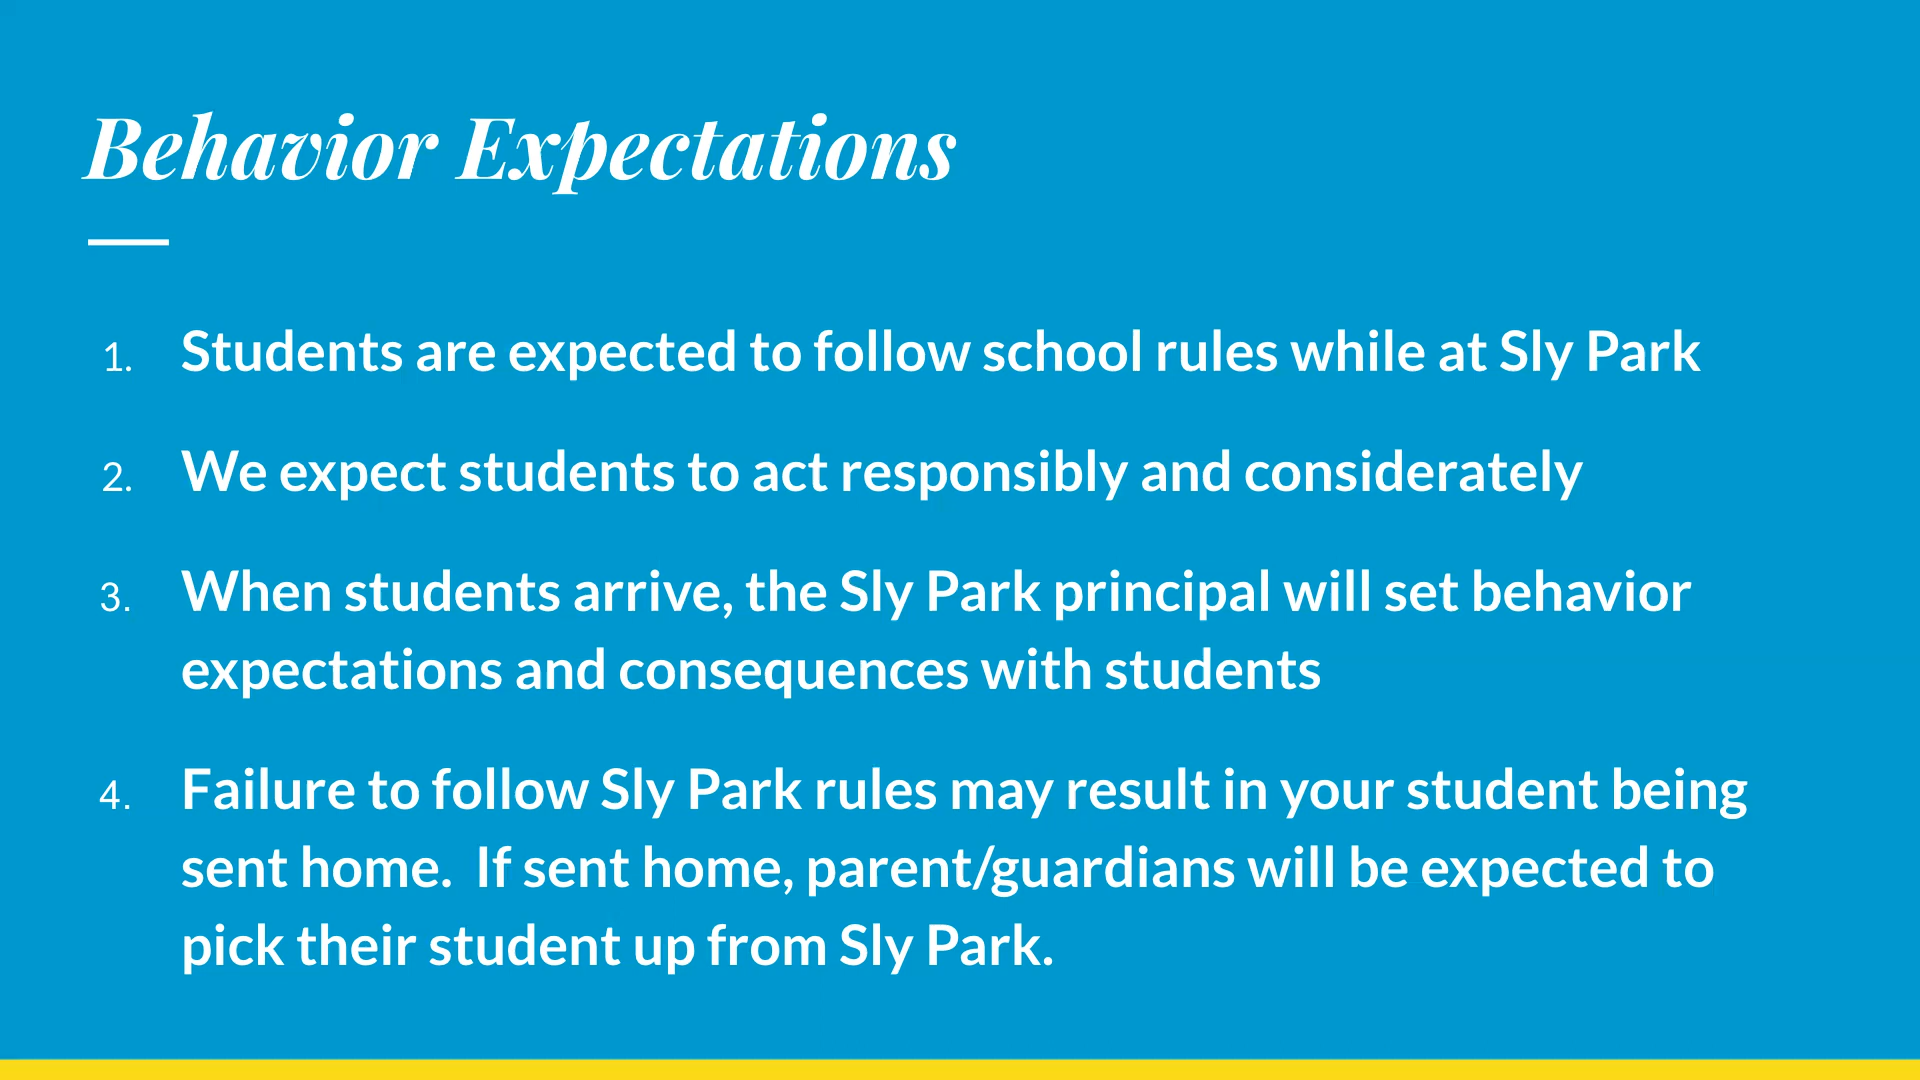 Behavior Expectations
1. Students are expected to follow school rules while at Sly Park
2. We expect students to act responsibly and considerately
3. When students arrive, the Sly Park principal will set behavior
expectations and consequences with students
4. Failure to follow Sly Park rules may result in your student being
sent home.  If sent home, parent/guardians will be expected to
pick their student up from Sly Park.